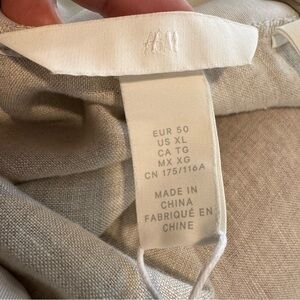 H&M
EUR 50
US XL
CA TG
MX XG
CN 175/116A
MADE IN
CHINA
FABRIQUÉ EN
CHINE